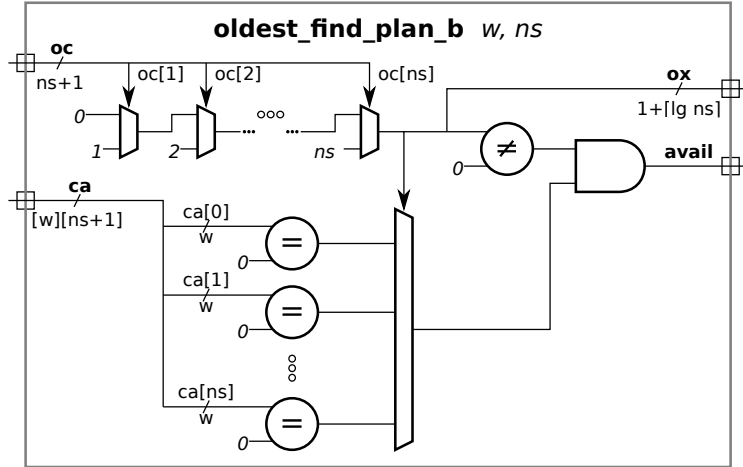 oldest_find_plan_b w, ns
oc
ns+1
oc[1]
oc[2]
oc[ns]
0
1
2
... ooo ...
ns
ox
1+⌈lg ns⌉
≠
0
avail
ca
[w][ns+1]
ca[0]
w
=
0
ca[1]
w
=
0
ca[ns]
w
=
0